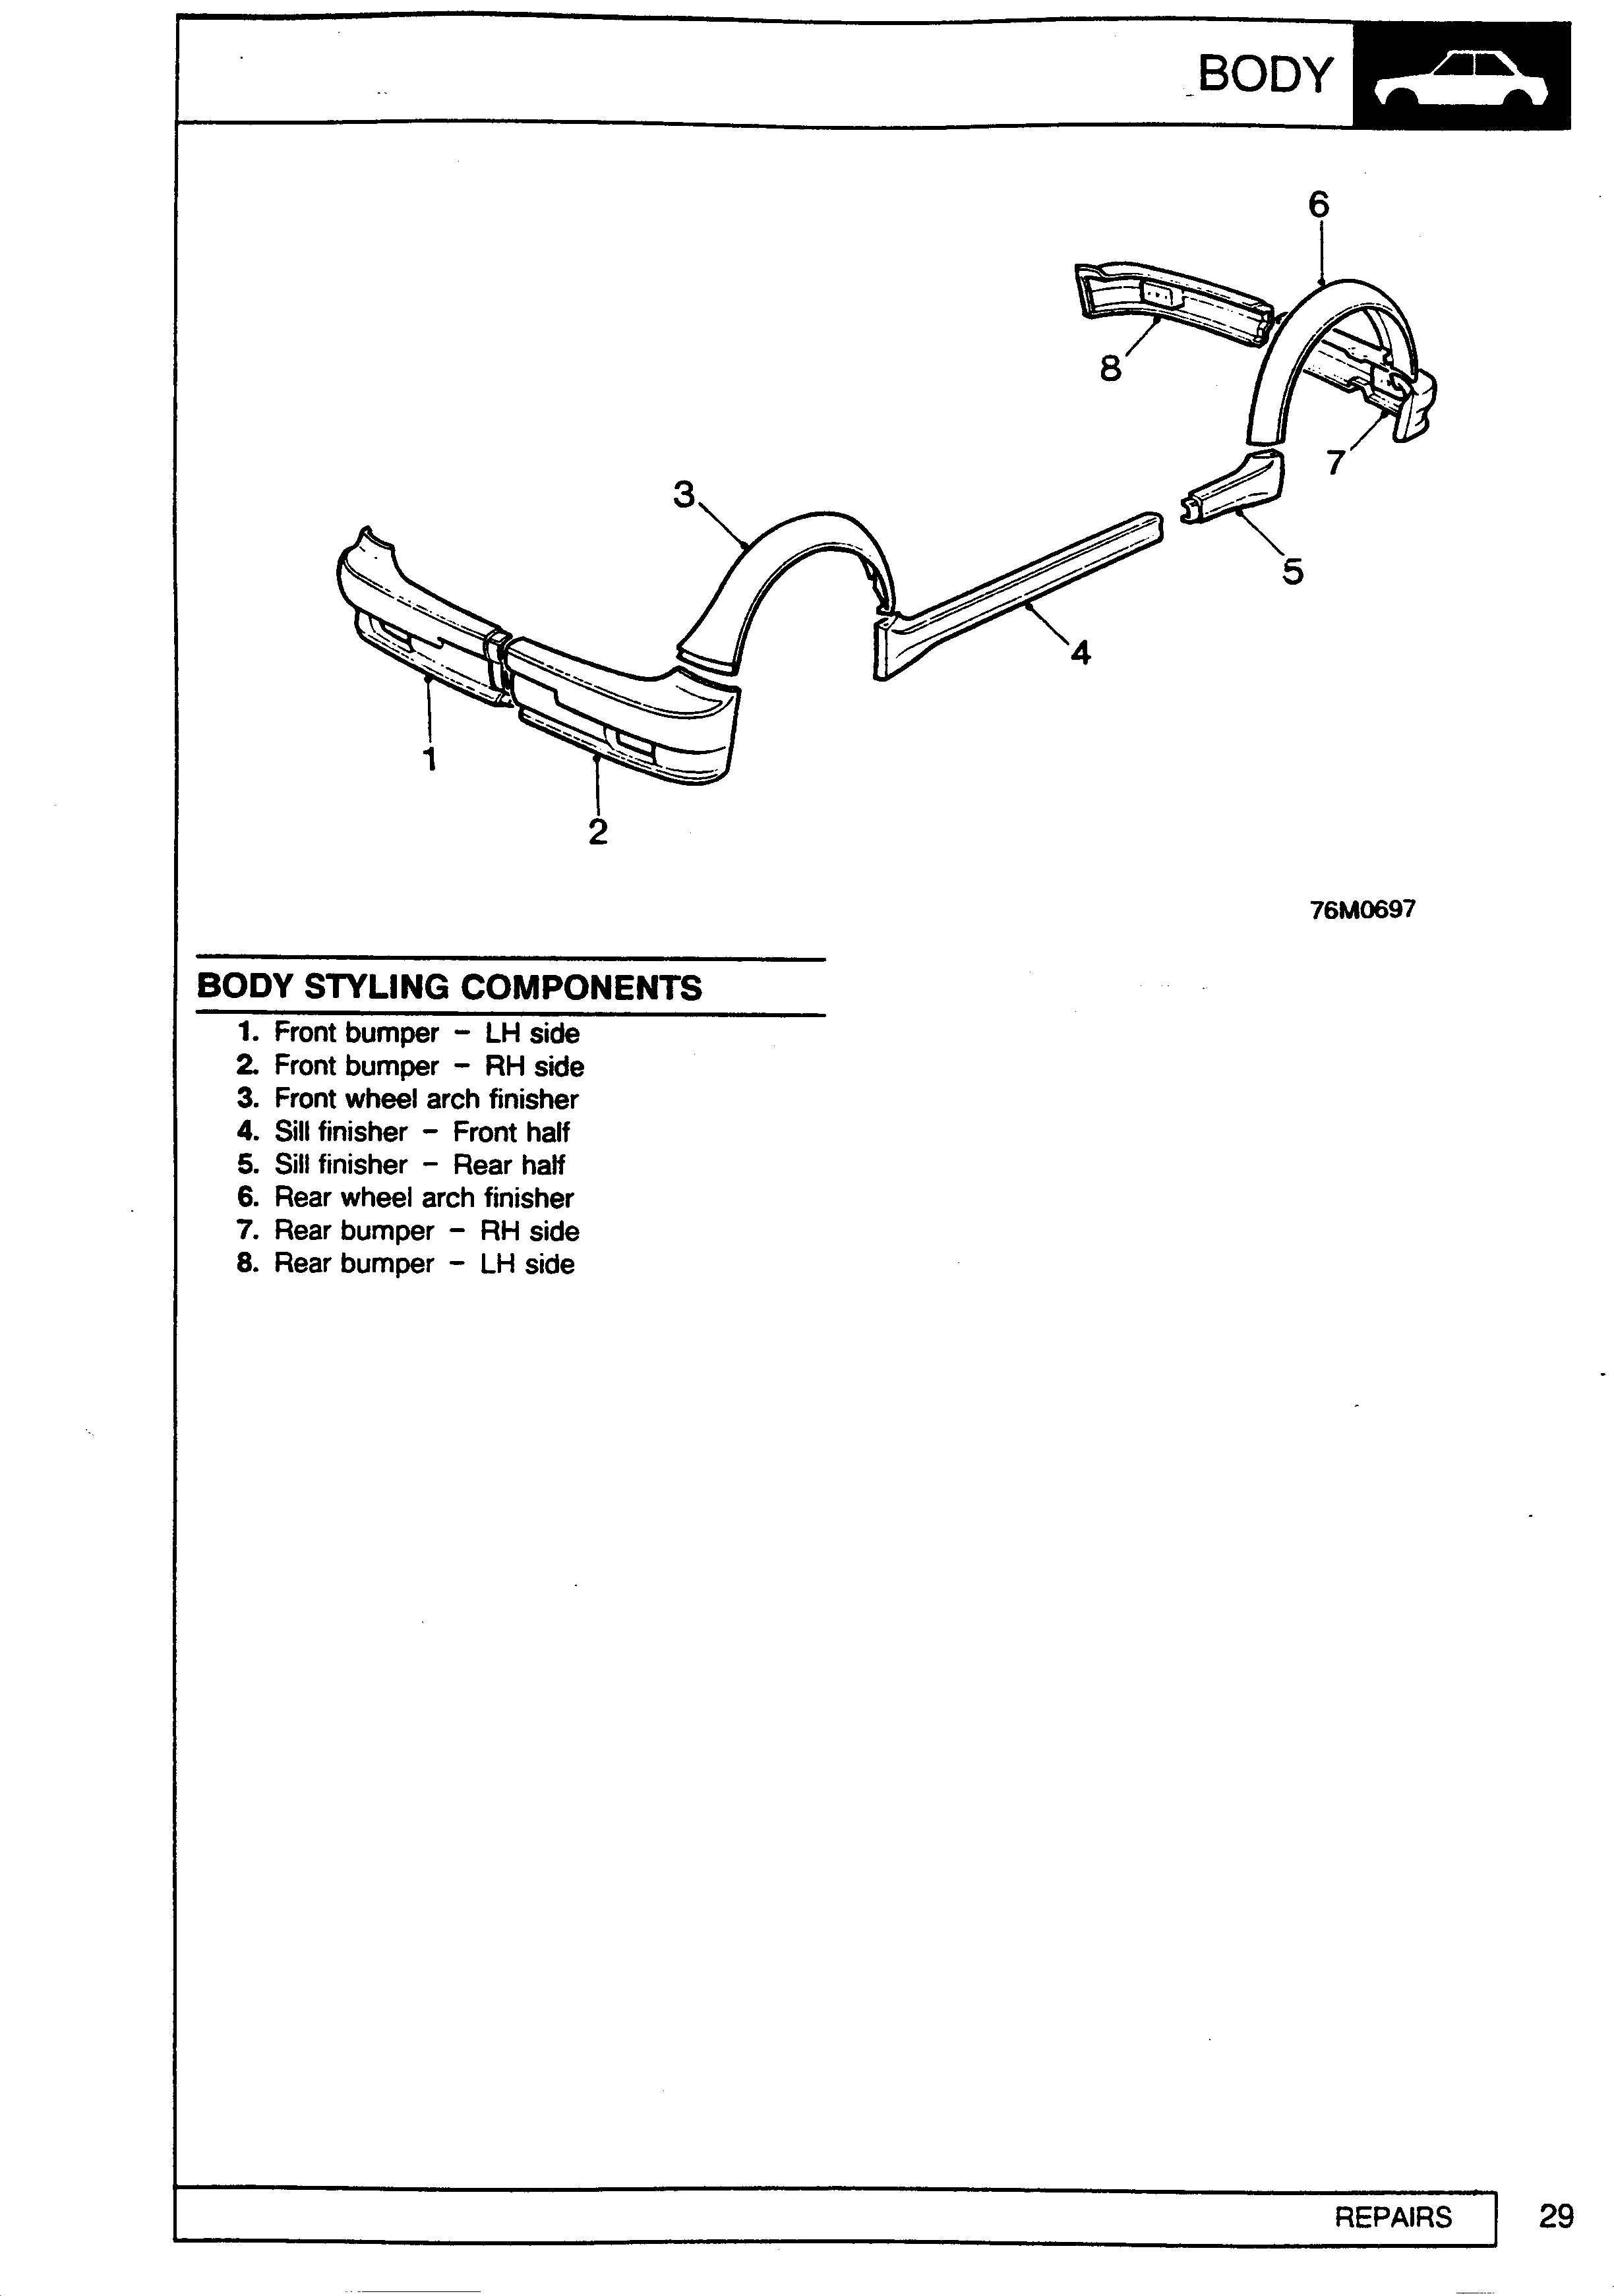 BODY
6
8
7
3
5
4
1
2
76M0697
BODY STYLING COMPONENTS
1. Front bumper – LH side
2. Front bumper – RH side
3. Front wheel arch finisher
4. Sill finisher – Front half
5. Sill finisher – Rear half
6. Rear wheel arch finisher
7. Rear bumper – RH side
8. Rear bumper – LH side
REPAIRS
29